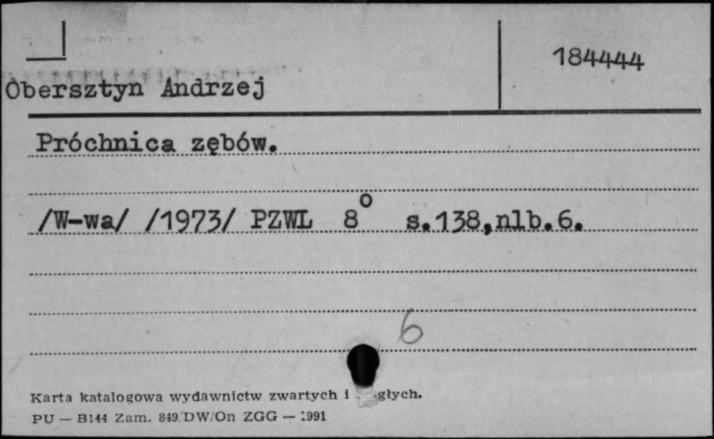 184444
Obersztyn Andrzej
Próchnica zębów.
/W-wa/ /1973/ PZWL 8° s.138,nlb.6.
6
Karta katalogowa wydawnictw zwartych i głych.
PU — B144 Zam. 849/DW/On ZGG — 1991